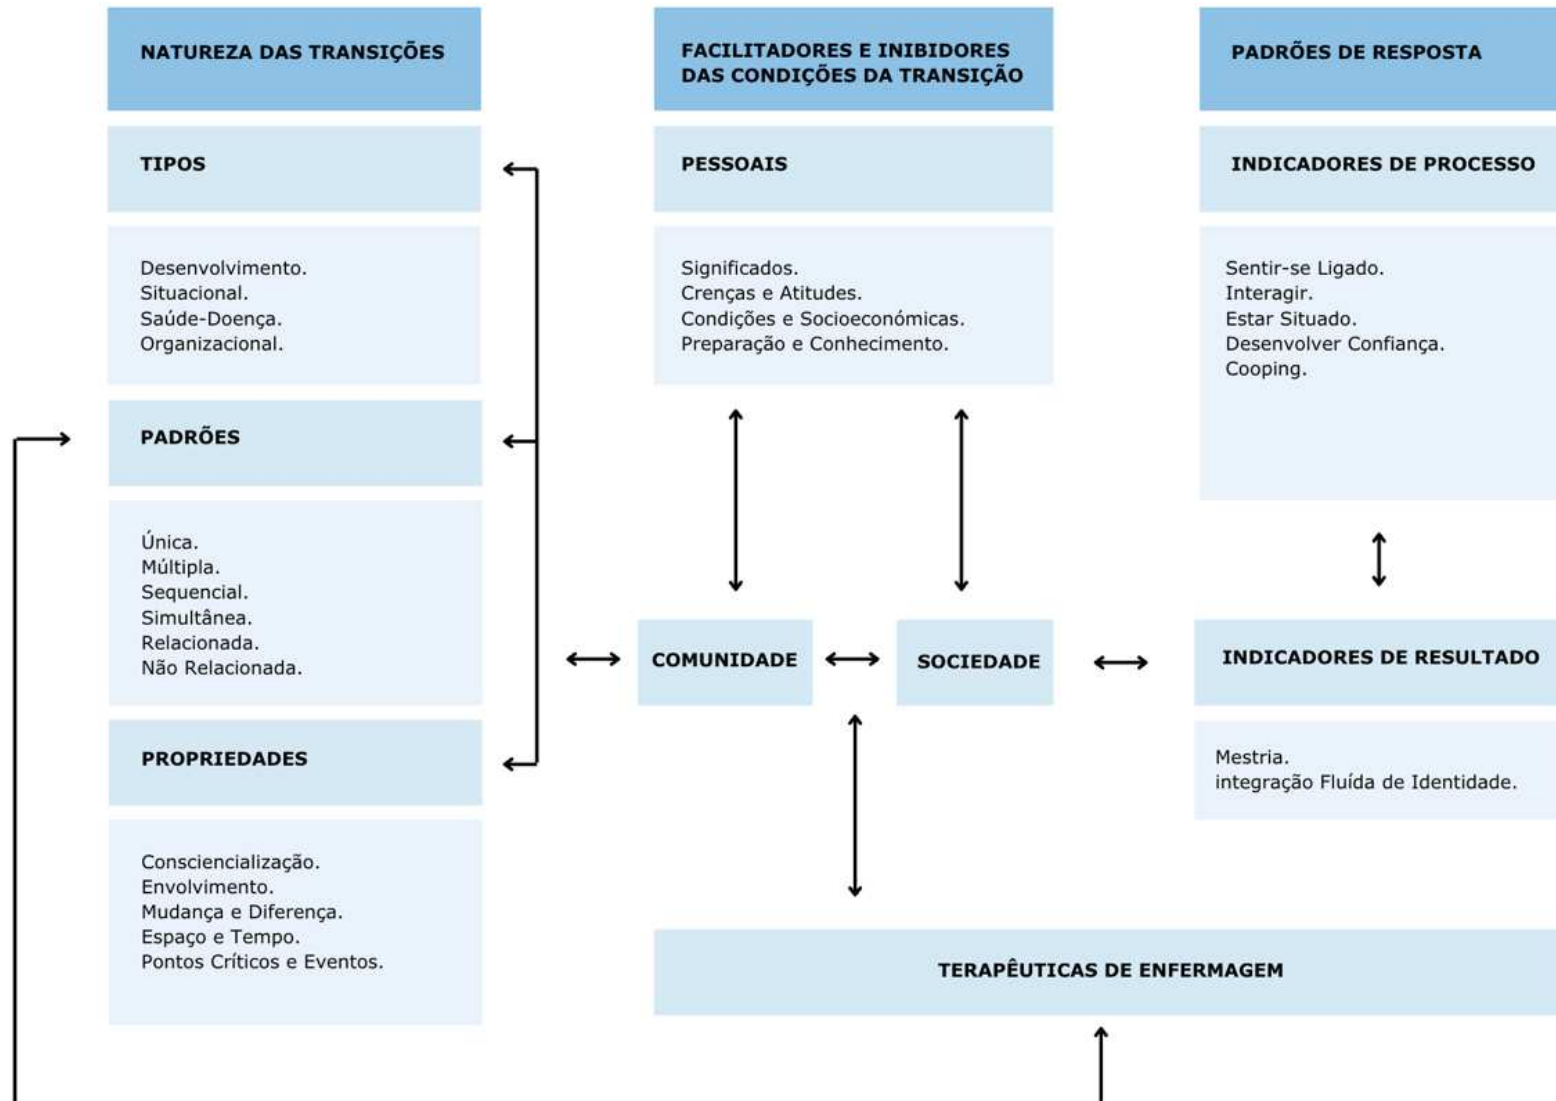 NATUREZA DAS TRANSIÇÕES
TIPOS
Desenvolvimento.
Situacional.
Saúde-Doença.
Organizacional.
PADRÕES
Única.
Múltipla.
Sequencial.
Simultânea.
Relacionada.
Não Relacionada.
PROPRIEDADES
Consciencialização.
Envolvimento.
Mudança e Diferença.
Espaço e Tempo.
Pontos Críticos e Eventos.
FACILITADORES E INIBIDORES
DAS CONDIÇÕES DA TRANSIÇÃO
PESSOAIS
Significados.
Crenças e Atitudes.
Condições e Socioeconómicas.
Preparação e Conhecimento.
COMUNIDADE
SOCIEDADE
PADRÕES DE RESPOSTA
INDICADORES DE PROCESSO
Sentir-se Ligado.
Interagir.
Estar Situado.
Desenvolver Confiança.
Cooping.
INDICADORES DE RESULTADO
Mestria.
integração Fluída de Identidade.
TERAPÊUTICAS DE ENFERMAGEM